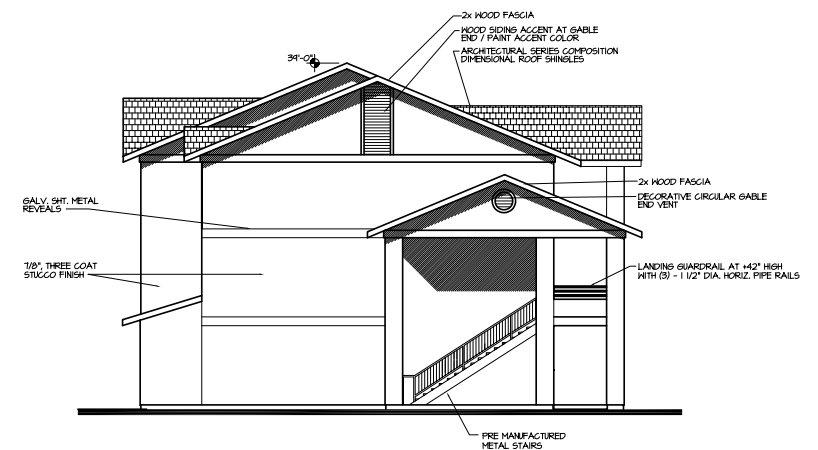 2x WOOD FASCIA
WOOD SIDING ACCENT AT GABLE
END / PAINT ACCENT COLOR
ARCHITECTURAL SERIES COMPOSITION
DIMENSIONAL ROOF SHINGLES
39'-0"
2x WOOD FASCIA
DECORATIVE CIRCULAR GABLE
END VENT
GALV. SHT. METAL
REVEALS
7/8", THREE COAT
STUCCO FINISH
LANDING GUARDRAIL AT +42" HIGH
WITH (3) - 1 1/2" DIA. HORIZ. PIPE RAILS
PRE MANUFACTURED
METAL STAIRS